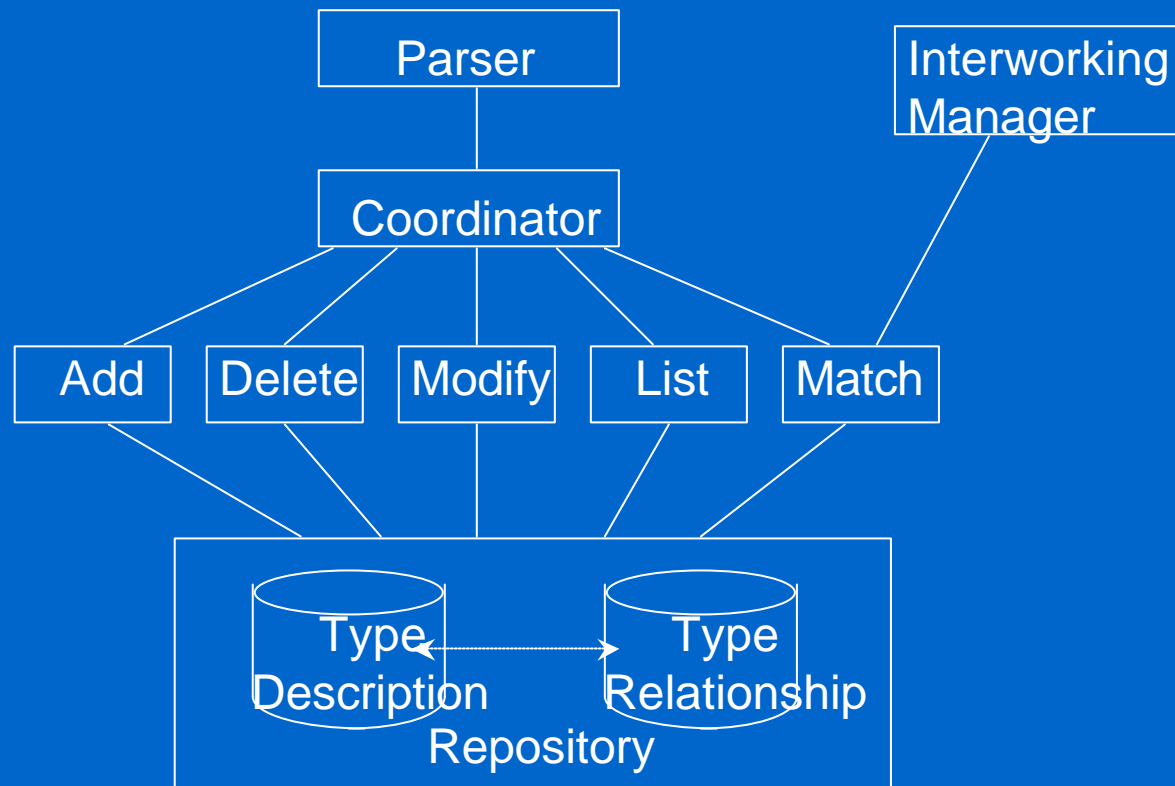 Parser
Interworking
Manager
Coordinator
Add
Delete
Modify
List
Match
Type
Description
Type
Relationship
Repository